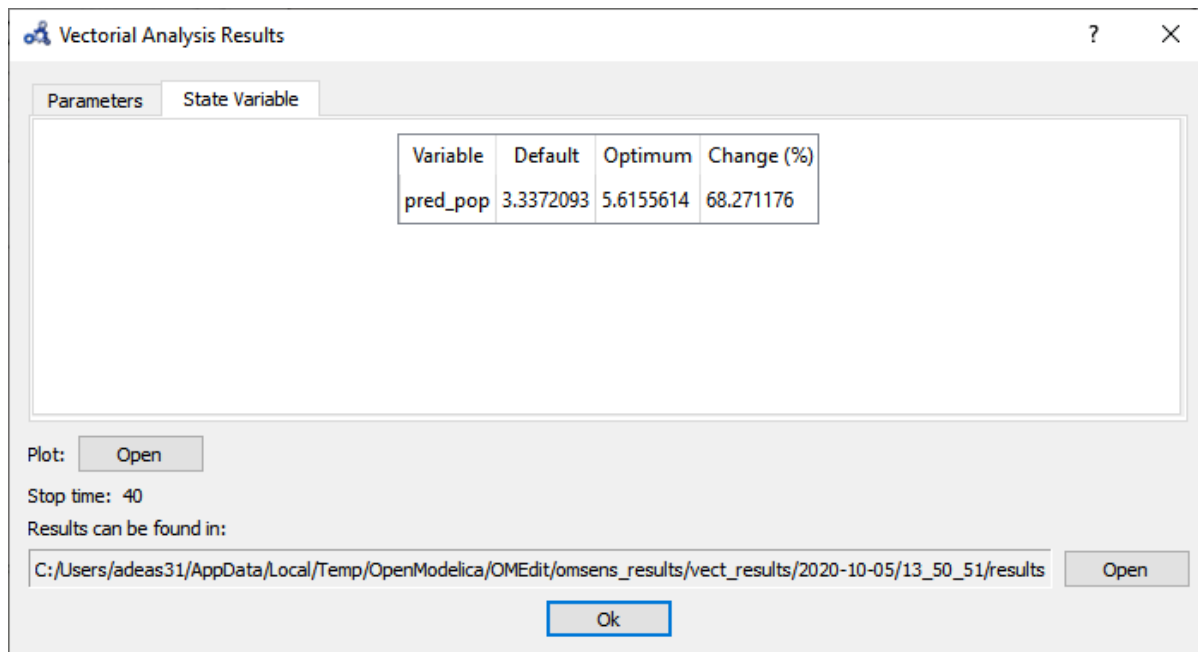 Vectorial Analysis Results ?
Parameters State Variable
Variable Default Optimum Change (%)
pred_pop 3.3372093 5.6155614 68.271176
Plot: Open
Stop time: 40
Results can be found in:
C:/Users/adeas31/AppData/Local/Temp/OpenModelica/OMEdit/omsens_results/vect_results/2020-10-05/13_50_51/results Open
Ok